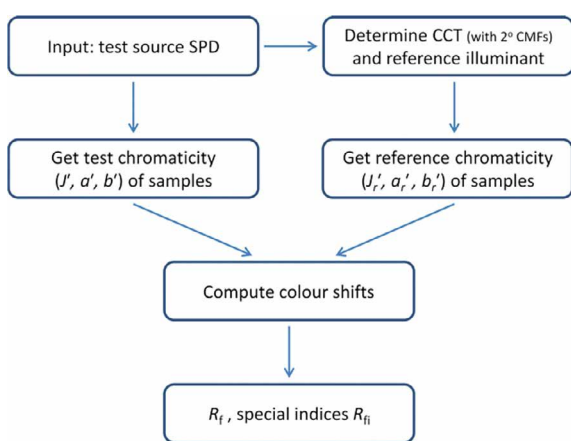 Input: test source SPD
Determine CCT (with 2º CMFs)
and reference illuminant
Get test chromaticity
(J′, a′, b′) of samples
Get reference chromaticity
(Jr′, ar′, br′) of samples
Compute colour shifts
Rf , special indices Rfi